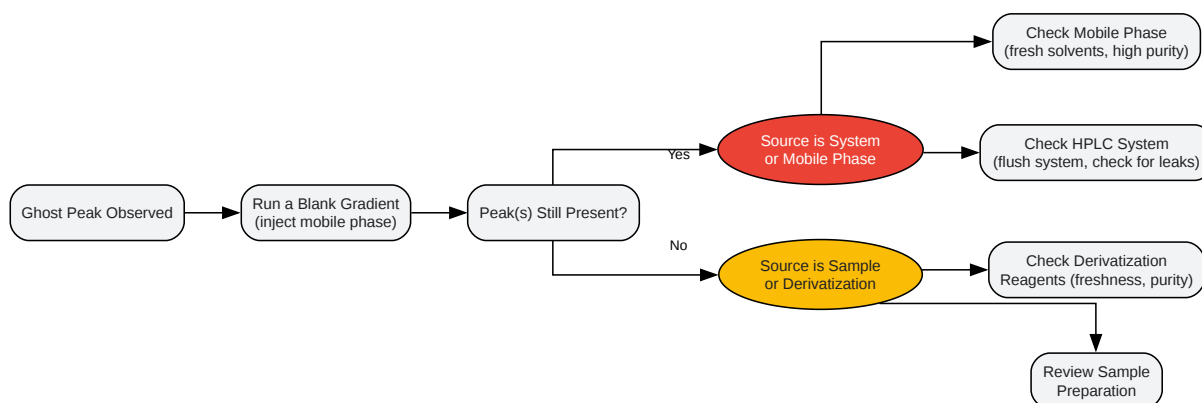 Ghost Peak Observed
Run a Blank Gradient
(inject mobile phase)
Peak(s) Still Present?
Yes
Source is System
or Mobile Phase
Check Mobile Phase
(fresh solvents, high purity)
Check HPLC System
(flush system, check for leaks)
No
Source is Sample
or Derivatization
Check Derivatization
Reagents (freshness, purity)
Review Sample
Preparation